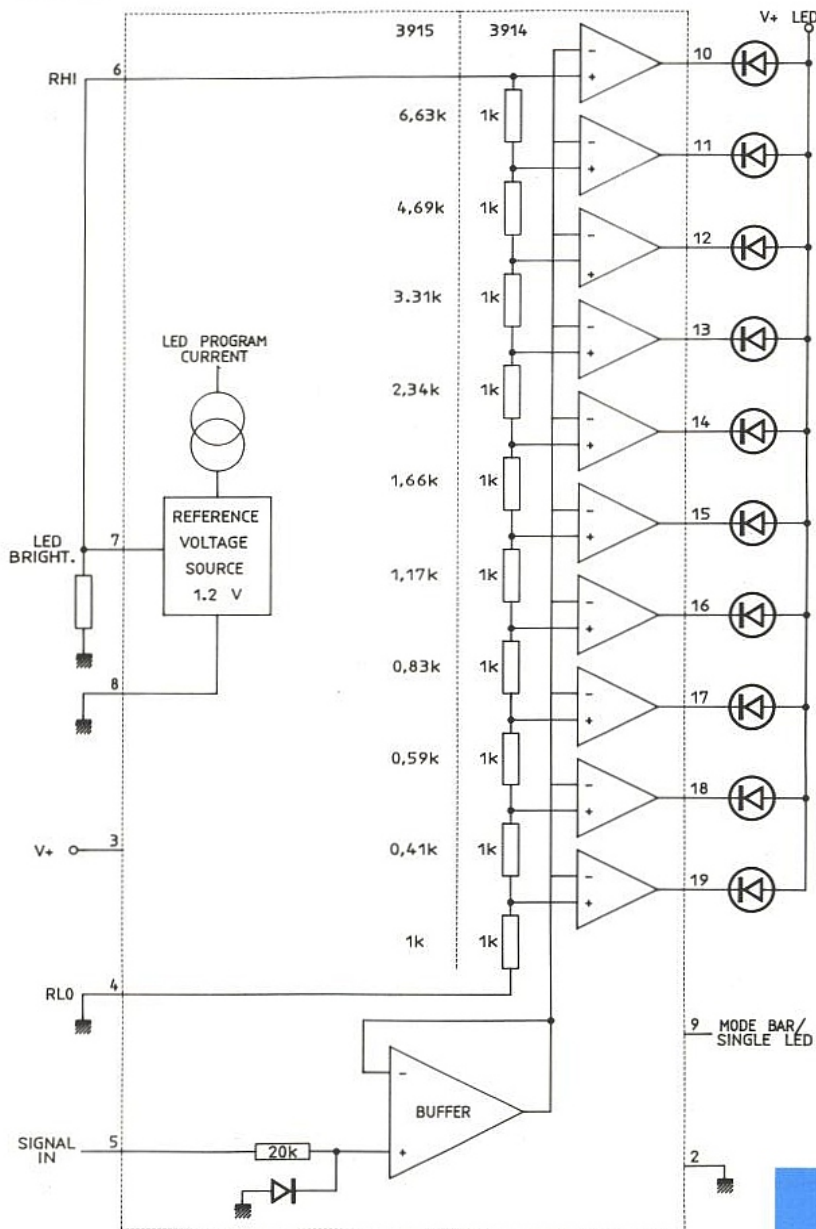 3915 3914
V+ LED
10
RHI 6
6,63k 1k
11
4,69k 1k
12
3.31k 1k
13
LED PROGRAM
CURRENT
2,34k 1k
14
1,66k 1k
15
REFERENCE
VOLTAGE
SOURCE
1.2 V
LED
BRIGHT.
7
1,17k 1k
16
0,83k 1k
8
17
0,59k 1k
18
V+ 3
0,41k 1k
19
1k 1k
RLO 4
9 MODE BAR/
SINGLE LED
BUFFER
SIGNAL
IN
5
20k
2
- +
- +
- +
- +
- +
- +
- +
- +
- +
- +
- +